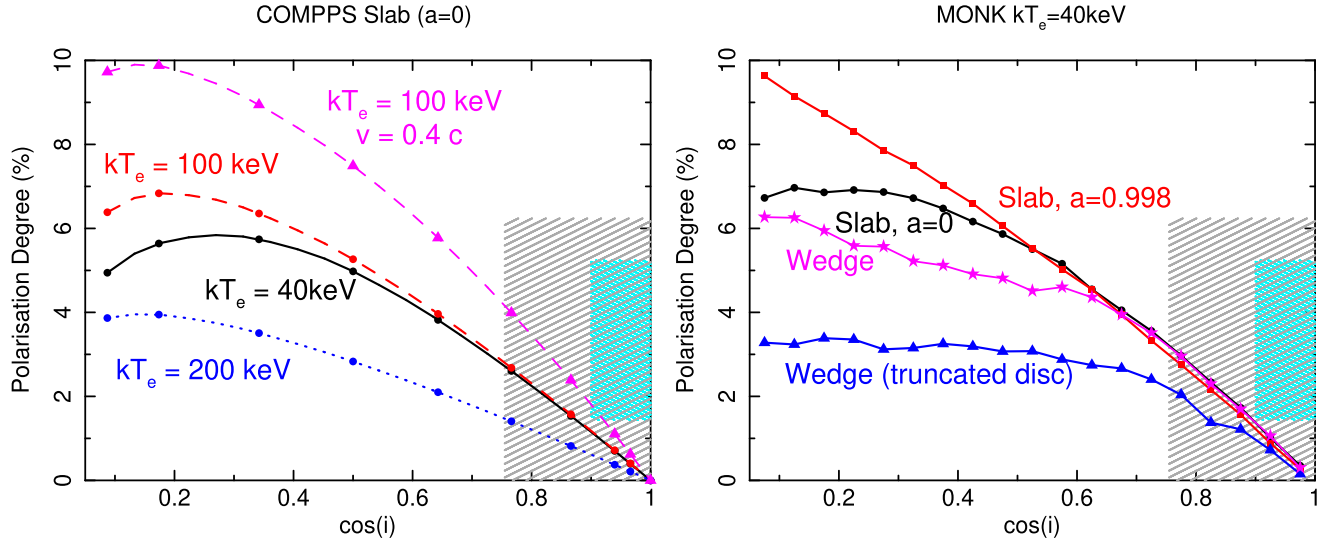 COMPPS Slab (a=0)
Polarisation Degree (%)
0
2
4
6
8
10
kTₑ = 100 keV
v = 0.4 c
kTₑ = 100 keV
kTₑ = 40keV
kTₑ = 200 keV
0.2
0.4
0.6
0.8
1
cos(i)
MONK kTₑ=40keV
Polarisation Degree (%)
0
2
4
6
8
10
Slab, a=0.998
Slab, a=0
Wedge
Wedge (truncated disc)
0.2
0.4
0.6
0.8
1
cos(i)